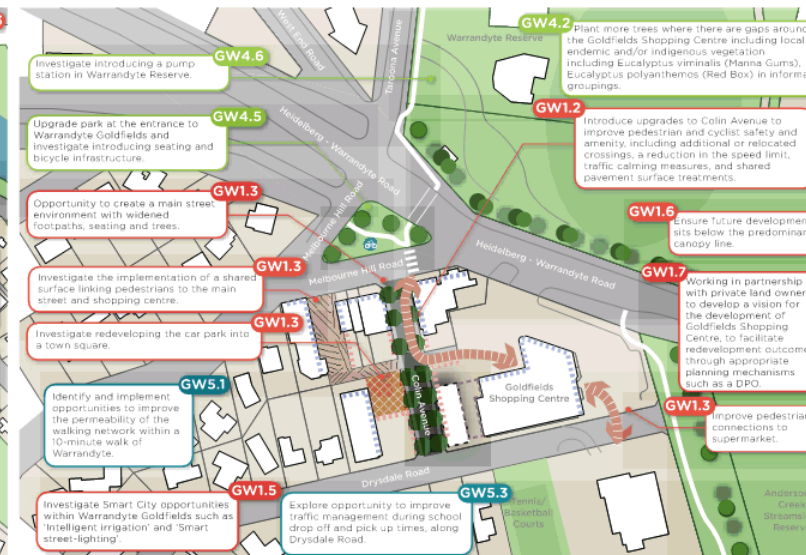 GW4.6
Investigate introducing a pump
station in Warrandyte Reserve.
GW4.5
Upgrade park at the entrance to
Warrandyte Goldfields and
investigate introducing seating and
bicycle infrastructure.
GW1.3
Opportunity to create a main street
environment with widened
footpaths, seating and trees.
GW1.3
Investigate the implementation of a shared
surface linking pedestrians to the main
street and shopping centre.
GW1.3
Investigate redeveloping the car park into
a town square.
GW5.1
Identify and implement
opportunities to improve
the permeability of the
walking network within a
10-minute walk of
Warrandyte.
GW1.5
Investigate Smart City opportunities
within Warrandyte Goldfields such as
'Intelligent irrigation' and 'Smart
street-lighting'.
GW5.3
Explore opportunity to improve
traffic management during school
drop off and pick up times, along
Drysdale Road.
West End Road
Taroona Avenue
Warrandyte Reserve
Heidelberg - Warrandyte Road
Melbourne Hill Road
Melbourne Hill Road
Heidelberg - Warrandyte Road
Colin Avenue
Goldfields
Shopping Centre
Drysdale Road
Tennis/
Basketball
Courts
GW4.2
Plant more trees where there are gaps around
the Goldfields Shopping Centre including local
endemic and/or indigenous vegetation
including Eucalyptus viminalis (Manna Gums),
Eucalyptus polyanthemos (Red Box) in informa
groupings.
GW1.2
Introduce upgrades to Colin Avenue to
improve pedestrian and cyclist safety and
amenity, including additional or relocated
crossings, a reduction in the speed limit,
traffic calming measures, and shared
pavement surface treatments.
GW1.6
Ensure future developmen
sits below the predominan
canopy line.
GW1.7
Working in partnership
with private land owner
to develop a vision for
the development of
Goldfields Shopping
Centre, to facilitate
redevelopment outcome
through appropriate
planning mechanisms
such as a DPO.
GW1.3
Improve pedestrian
connections to
supermarket.
Anderson
Creek
Streamsi
Reserv